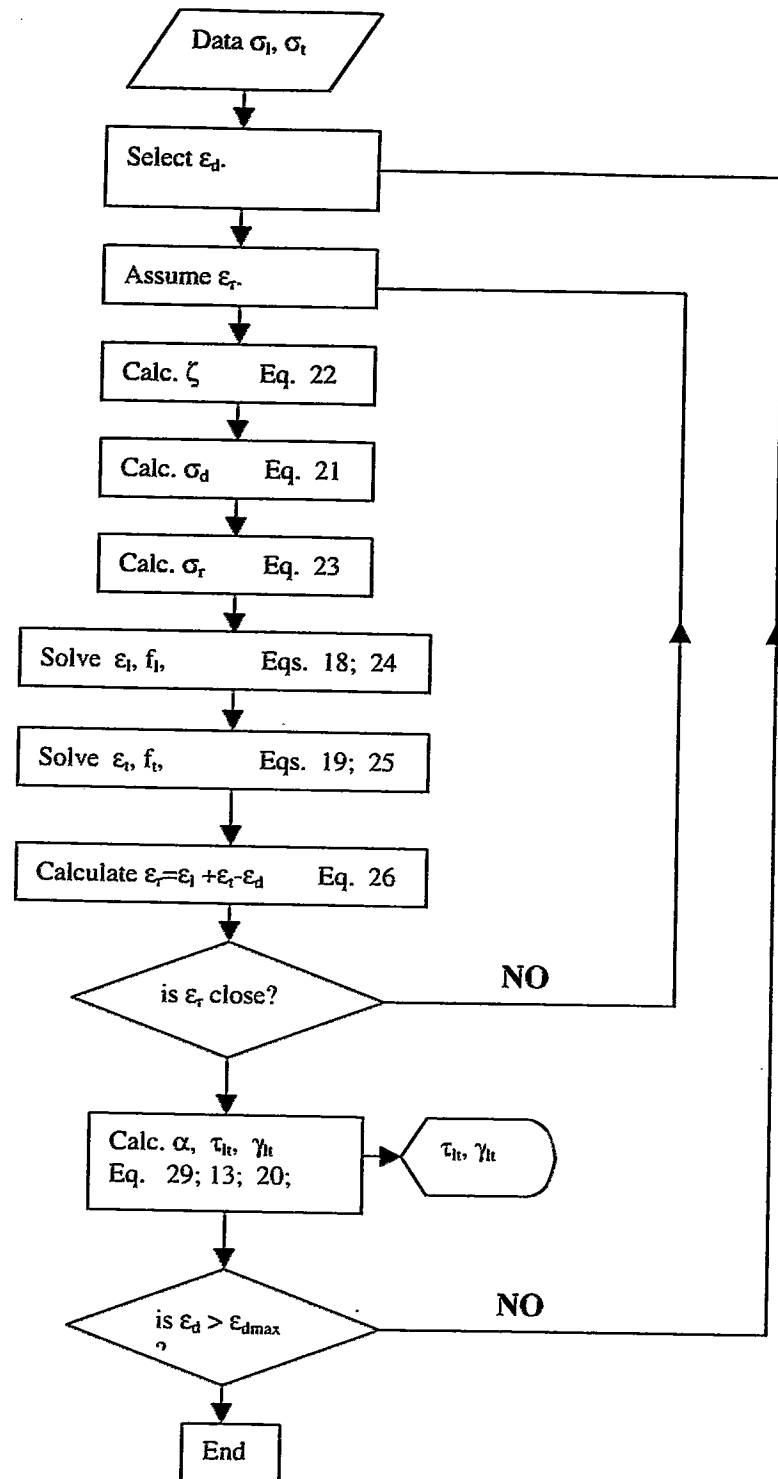 Data σl, σt
Select εd.
Assume εr.
Calc. ζ Eq. 22
Calc. σd Eq. 21
Calc. σr Eq. 23
Solve εl, fl, Eqs. 18; 24
Solve εt, ft, Eqs. 19; 25
Calculate εr=εl +εt-εd Eq. 26
is εr close?
NO
Calc. α, τlt, γlt
Eq. 29; 13; 20;
τlt, γlt
is εd > εdmax
?
NO
End